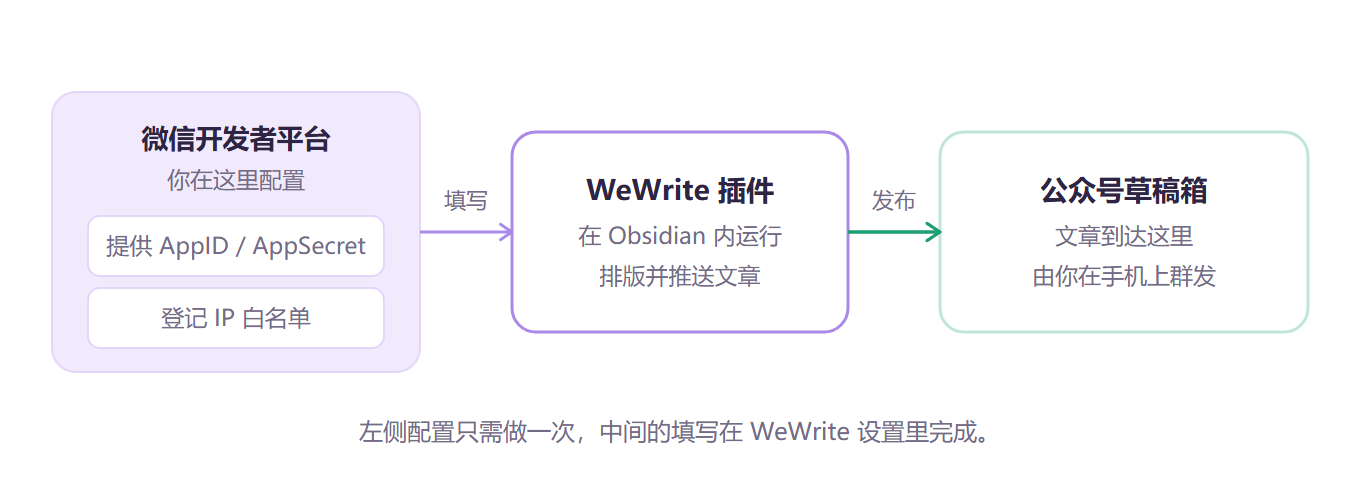 微信开发者平台
你在这里配置
提供 AppID / AppSecret
登记 IP 白名单
填写
WeWrite 插件
在 Obsidian 内运行
排版并推送文章
发布
公众号草稿箱
文章到达这里
由你在手机上群发
左侧配置只需做一次，中间的填写在 WeWrite 设置里完成。